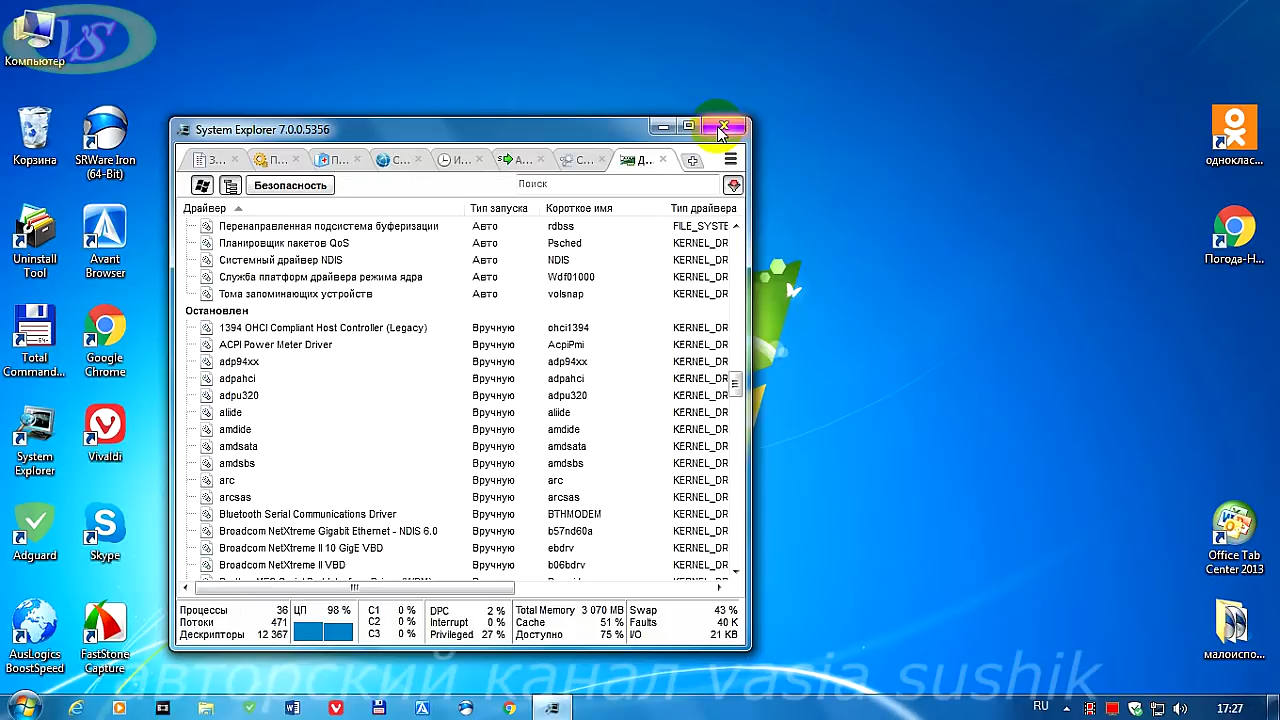 VS
Компьютер
Корзина
SRWare Iron
(64-Bit)
Uninstall
Tool
Avant
Browser
Total
Command...
Google
Chrome
System
Explorer
Vivaldi
Adguard
Skype
AusLogics
BoostSpeed
FastStone
Capture
System Explorer 7.0.0.5356
З...
П...
П...
С...
И...
А...
С...
Д...
Безопасность
Поиск
Драйвер Тип запуска Короткое имя Тип драйвера
Перенаправленная подсистема буферизации Авто rdbss FILE_SYSTE
Планировщик пакетов QoS Авто Psched KERNEL_DR
Системный драйвер NDIS Авто NDIS KERNEL_DR
Служба платформ драйвера режима ядра Авто Wdf01000 KERNEL_DR
Тома запоминающих устройств Авто volsnap KERNEL_DR
Остановлен
1394 OHCI Compliant Host Controller (Legacy) Вручную ohci1394 KERNEL_DR
ACPI Power Meter Driver Вручную AcpiPmi KERNEL_DR
adp94xx Вручную adp94xx KERNEL_DR
adpahci Вручную adpahci KERNEL_DR
adpu320 Вручную adpu320 KERNEL_DR
aliide Вручную aliide KERNEL_DR
amdide Вручную amdide KERNEL_DR
amdsata Вручную amdsata KERNEL_DR
amdsbs Вручную amdsbs KERNEL_DR
arc Вручную arc KERNEL_DR
arcsas Вручную arcsas KERNEL_DR
Bluetooth Serial Communications Driver Вручную BTHMODEM KERNEL_DR
Broadcom NetXtreme Gigabit Ethernet - NDIS 6.0 Вручную b57nd60a KERNEL_DR
Broadcom NetXtreme II 10 GigE VBD Вручную ebdrv KERNEL_DR
Broadcom NetXtreme II VBD Вручную b06bdrv KERNEL_DR
Процессы 36 ЦП 98 % C1 0 % DPC 2 % Total Memory 3 070 MB Swap 43 %
Потоки 471 C2 0 % Interrupt 0 % Cache 51 % Faults 40 K
Дескрипторы 12 367 C3 0 % Privileged 27 % Доступно 75 % I/O 21 KB
однoклас...
Погода-Н...
Office Tab
Center 2013
малоиспо...
авторский канал vasia sushik
RU
17:27